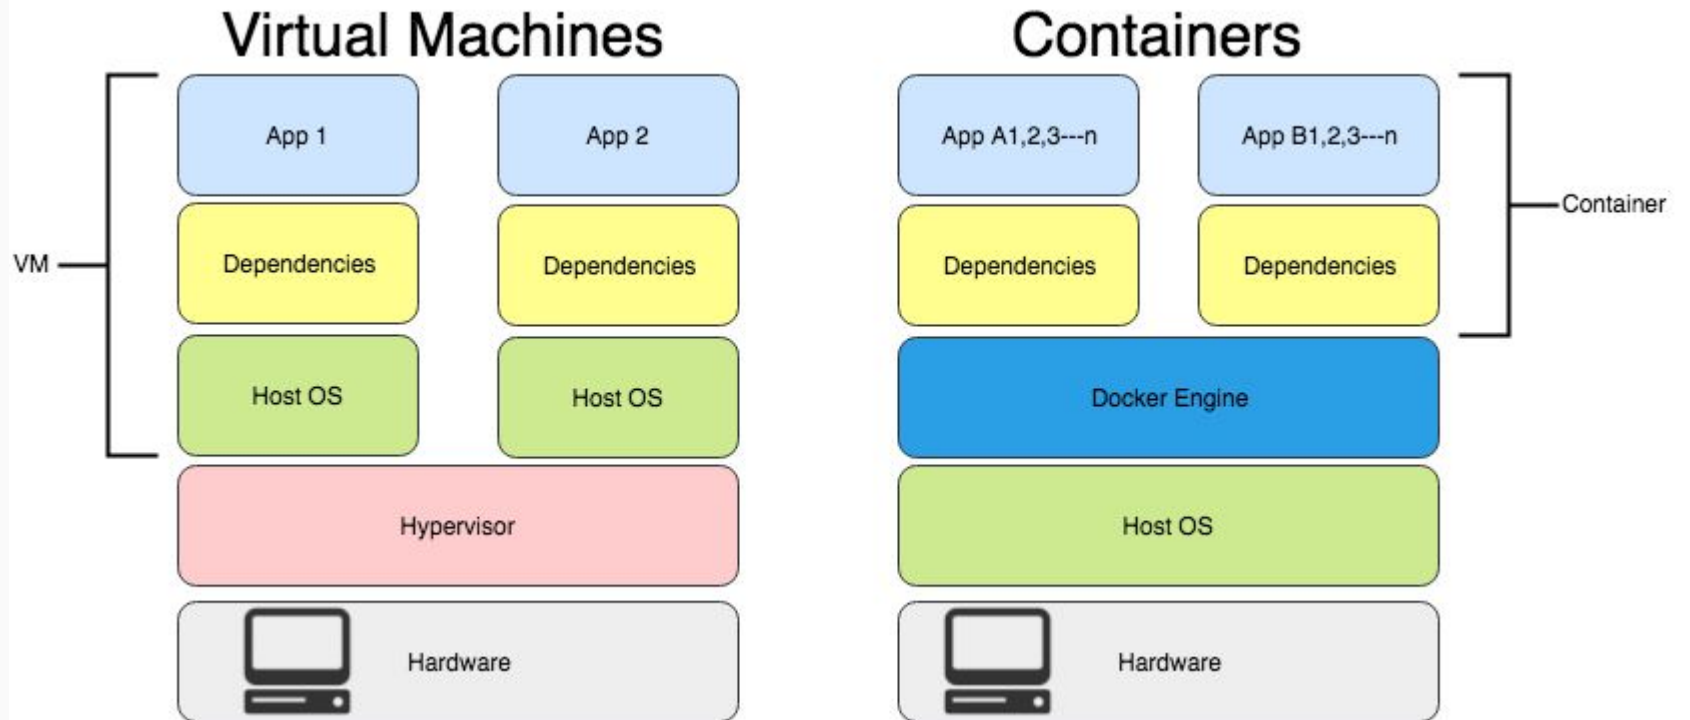 Virtual Machines
Containers
App 1
App 2
App A1,2,3---n
App B1,2,3---n
Container
VM
Dependencies
Dependencies
Dependencies
Dependencies
Host OS
Host OS
Docker Engine
Hypervisor
Host OS
Hardware
Hardware